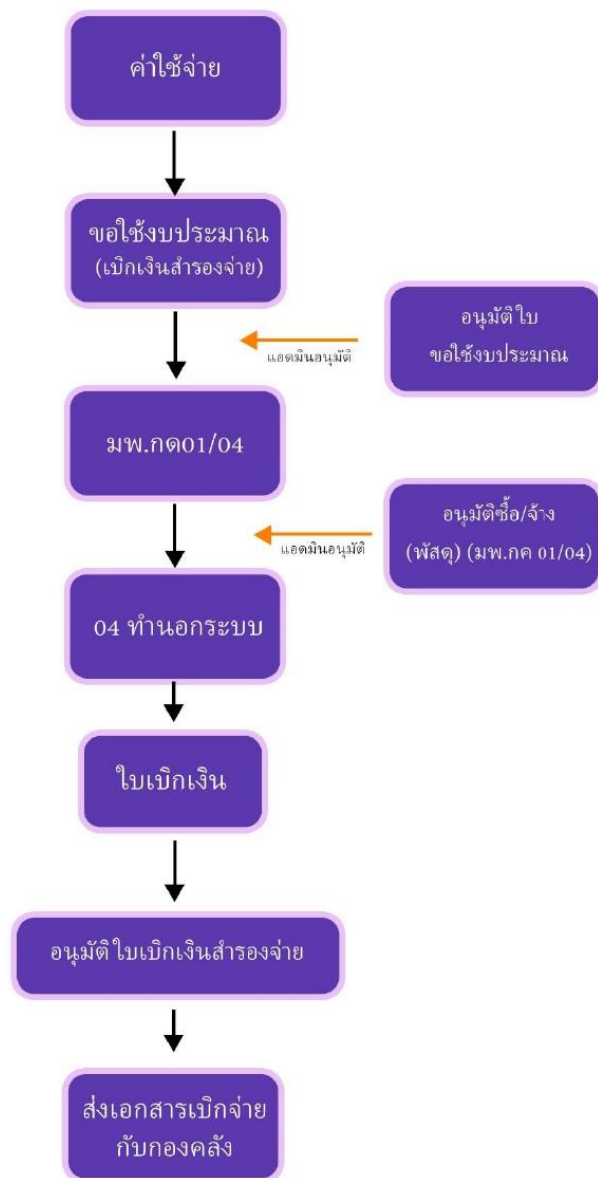 ค่าใช้จ่าย
ขอใช้งบประมาณ
(เบิกเงินสำรองจ่าย)
อนุมัติใบ
ขอใช้งบประมาณ
แอดมินอนุมัติ
มพ.กด01/04
อนุมัติซื้อ/จ้าง
(พัสดุ) (มพ.กค 01/04)
แอดมินอนุมัติ
04 ทำนอกระบบ
ใบเบิกเงิน
อนุมัติใบเบิกเงินสำรองจ่าย
ส่งเอกสารเบิกจ่าย
กับกองคลัง